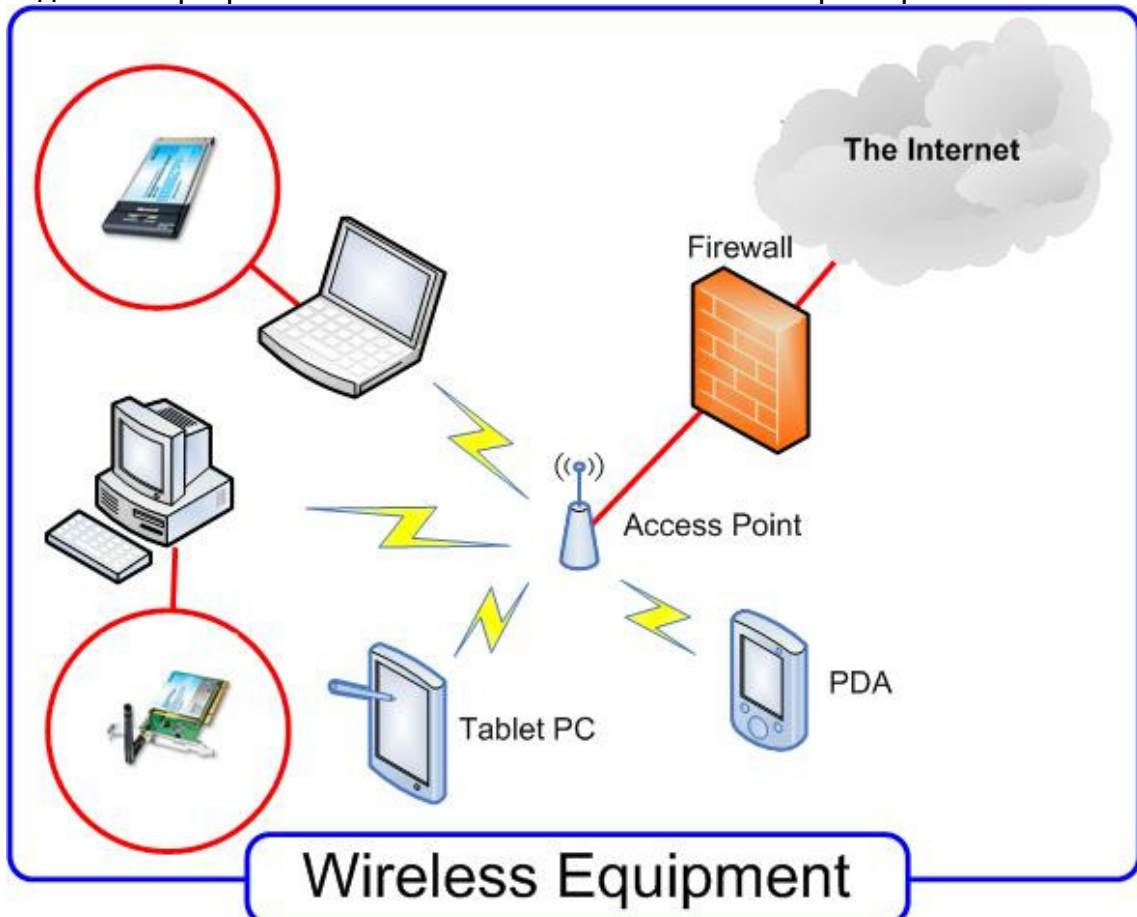 The Internet
Firewall
Access Point
PDA
Tablet PC
Wireless Equipment